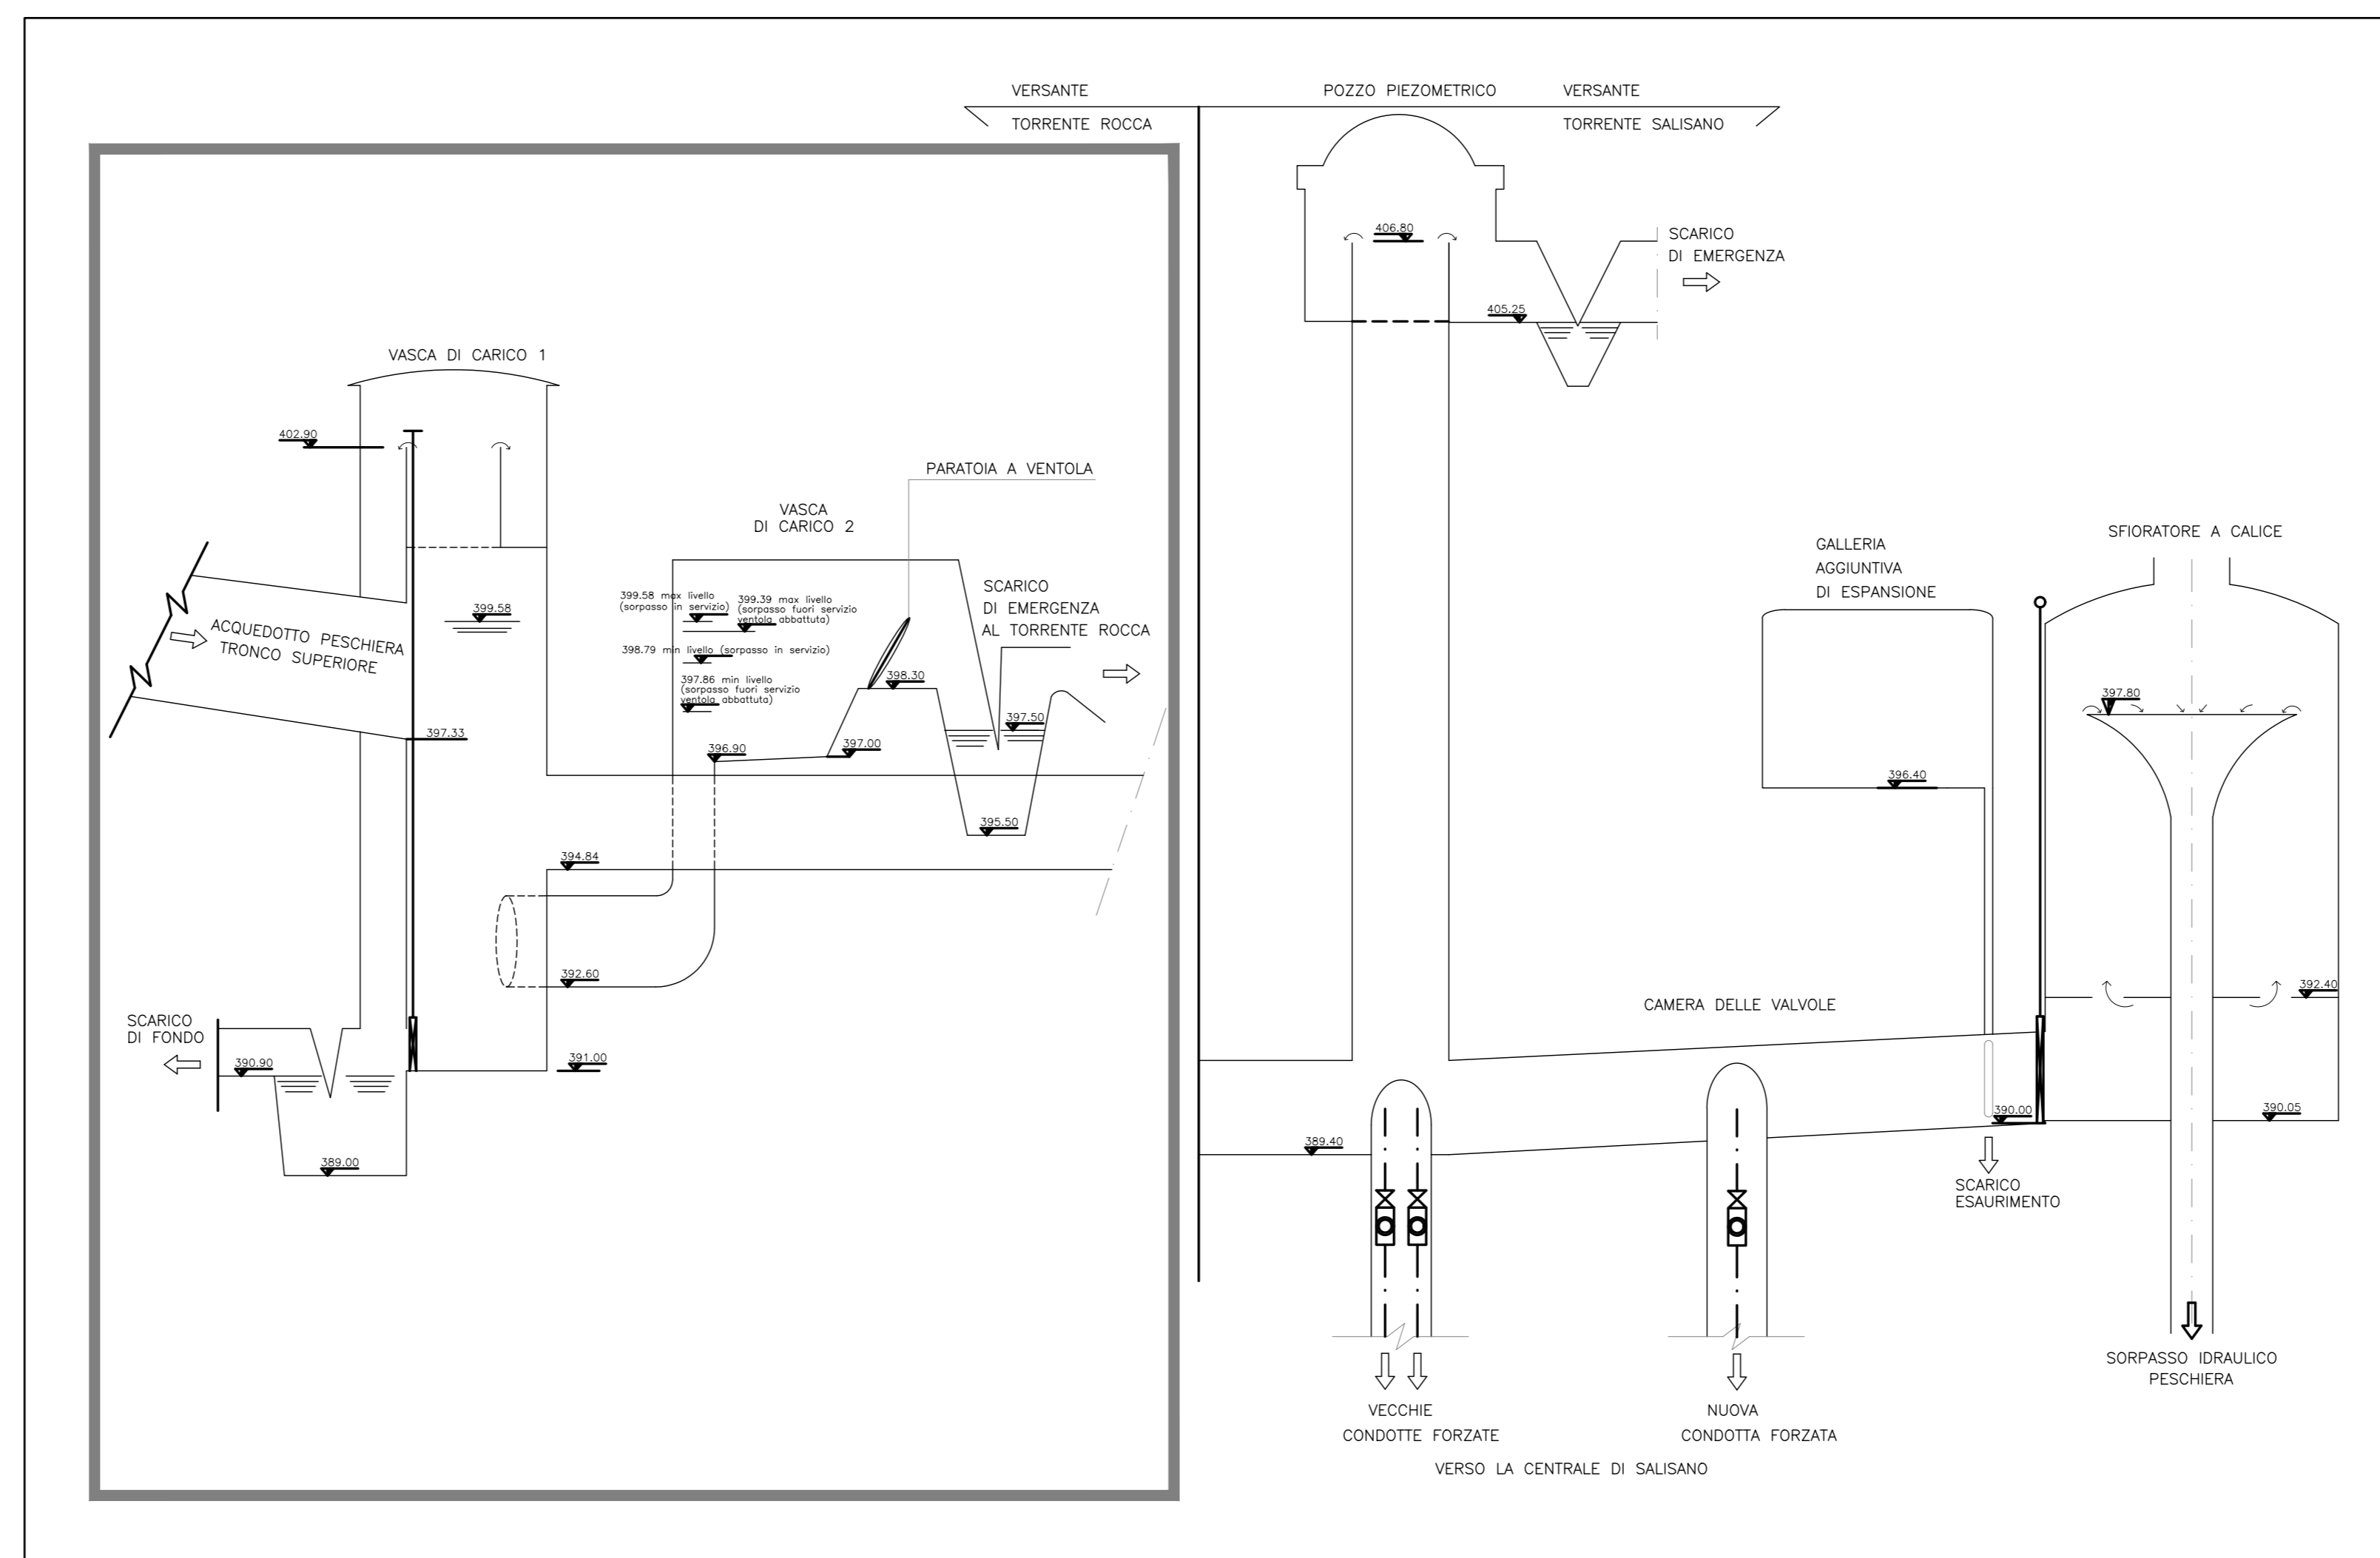 VERSANTE
TORRENTE ROCCA
POZZO PIEZOMETRICO
VERSANTE
TORRENTE SALISANO
406.80
SCARICO
DI EMERGENZA
405.25
VASCA DI CARICO 1
402.90
399.58
ACQUEDOTTO PESCHIERA
TRONCO SUPERIORE
397.33
PARATOIA A VENTOLA
VASCA
DI CARICO 2
399.58 max livello
(sorpasso in servizio)
399.39 max livello
(sorpasso fuori servizio
ventola abbattuta)
398.79 min livello (sorpasso in servizio)
397.86 min livello
(sorpasso fuori servizio
ventola abbattuta)
398.30
SCARICO
DI EMERGENZA
AL TORRENTE ROCCA
397.50
396.90
397.00
395.50
394.84
392.60
SCARICO
DI FONDO
390.90
391.00
389.00
GALLERIA
AGGIUNTIVA
DI ESPANSIONE
396.40
SFIORATORE A CALICE
397.80
392.40
CAMERA DELLE VALVOLE
390.00
390.05
389.40
SCARICO
ESAURIMENTO
SORPASSO IDRAULICO
PESCHIERA
VECCHIE
CONDOTTE FORZATE
NUOVA
CONDOTTA FORZATA
VERSO LA CENTRALE DI SALISANO